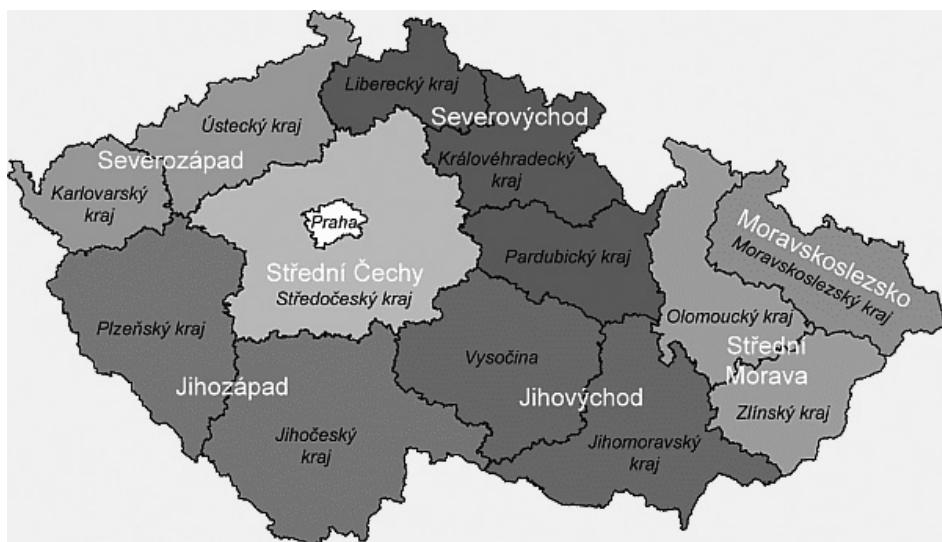 Liberecký kraj
Severovýchod
Ústecký kraj
Severozápad
Královéhradecký
kraj
Karlovarský
kraj
Praha
Moravskoslezsko
Moravskoslezský kraj
Pardubický kraj
Střední Čechy
Středočeský kraj
Olomoucký kraj
Plzeňský kraj
Vysočina
Střední
Morava
Jihozápad
Jihovýchod
Zlínský kraj
Jihočeský
kraj
Jihomoravský
kraj